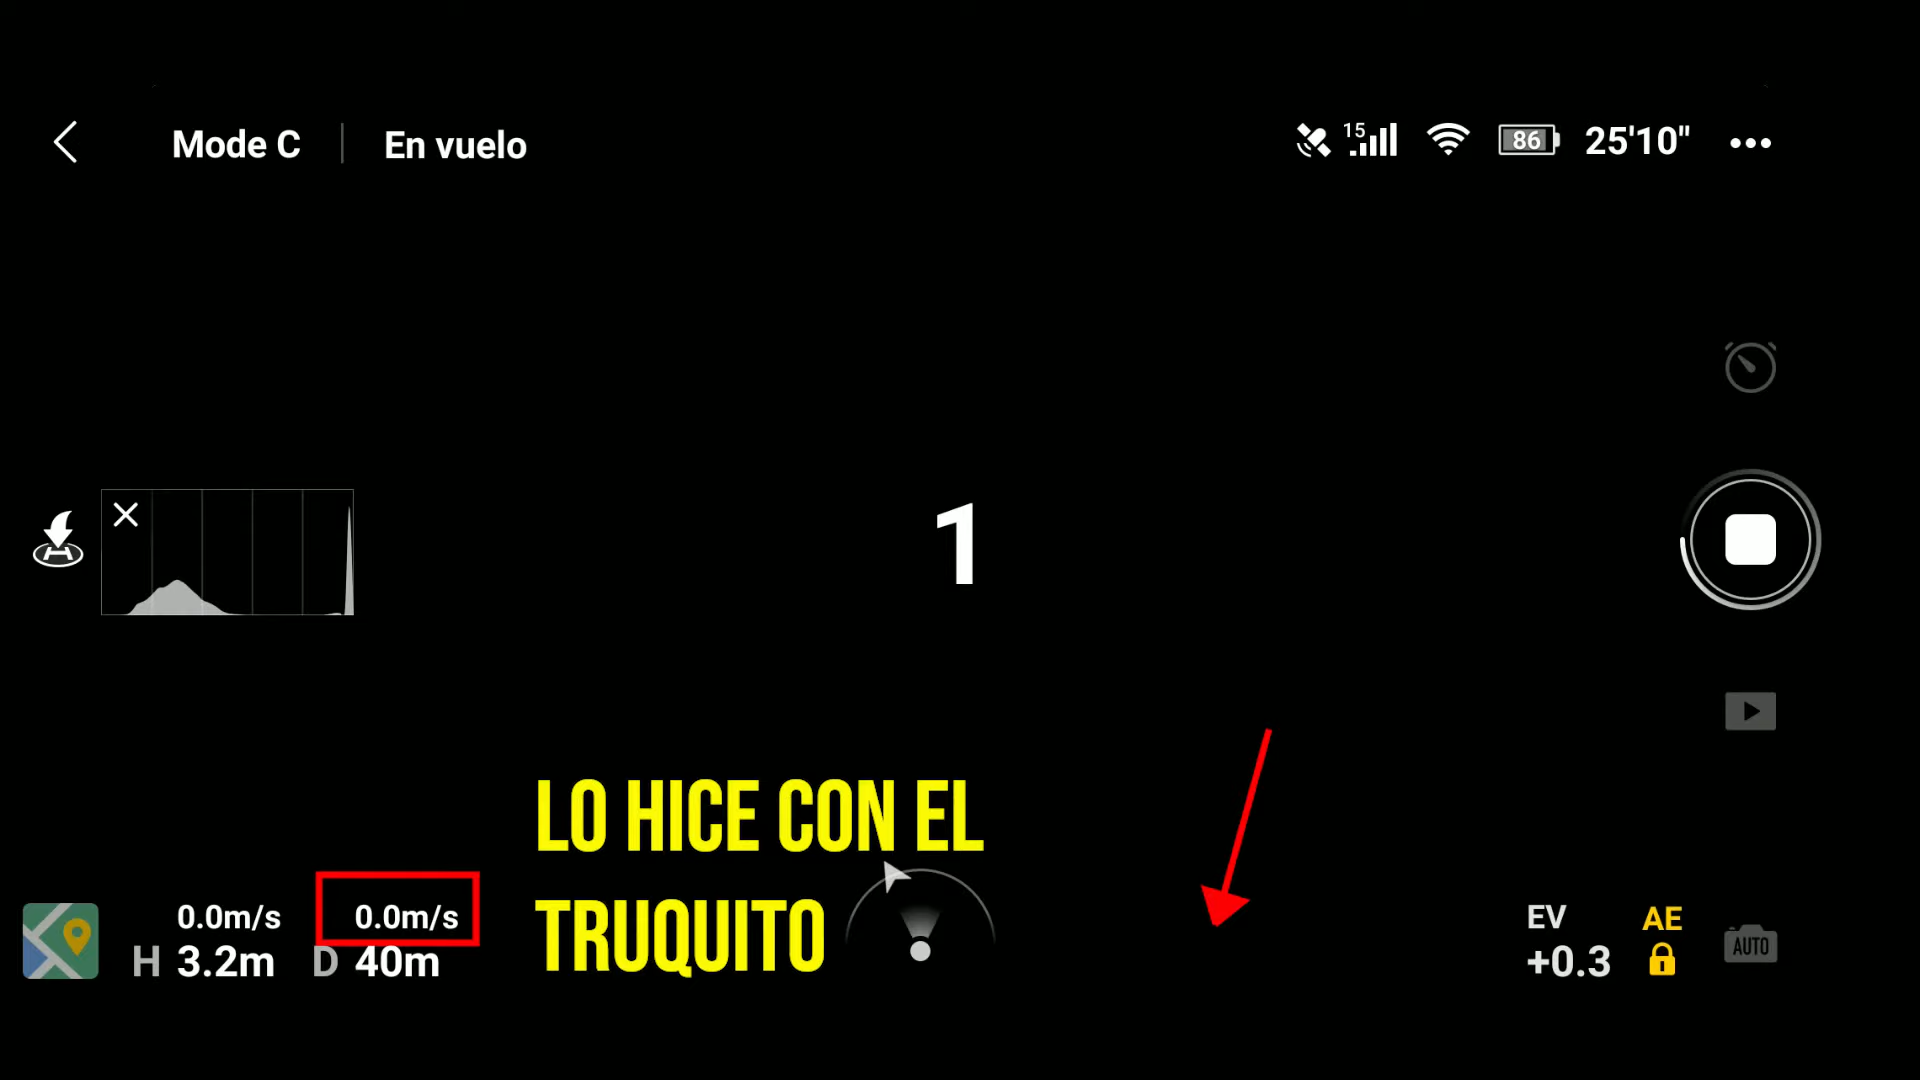 Mode C
En vuelo
15
86
25'10"
1
LO HICE CON EL
TRUQUITO
0.0m/s
0.0m/s
H 3.2m
D 40m
EV
+0.3
AE
AUTO